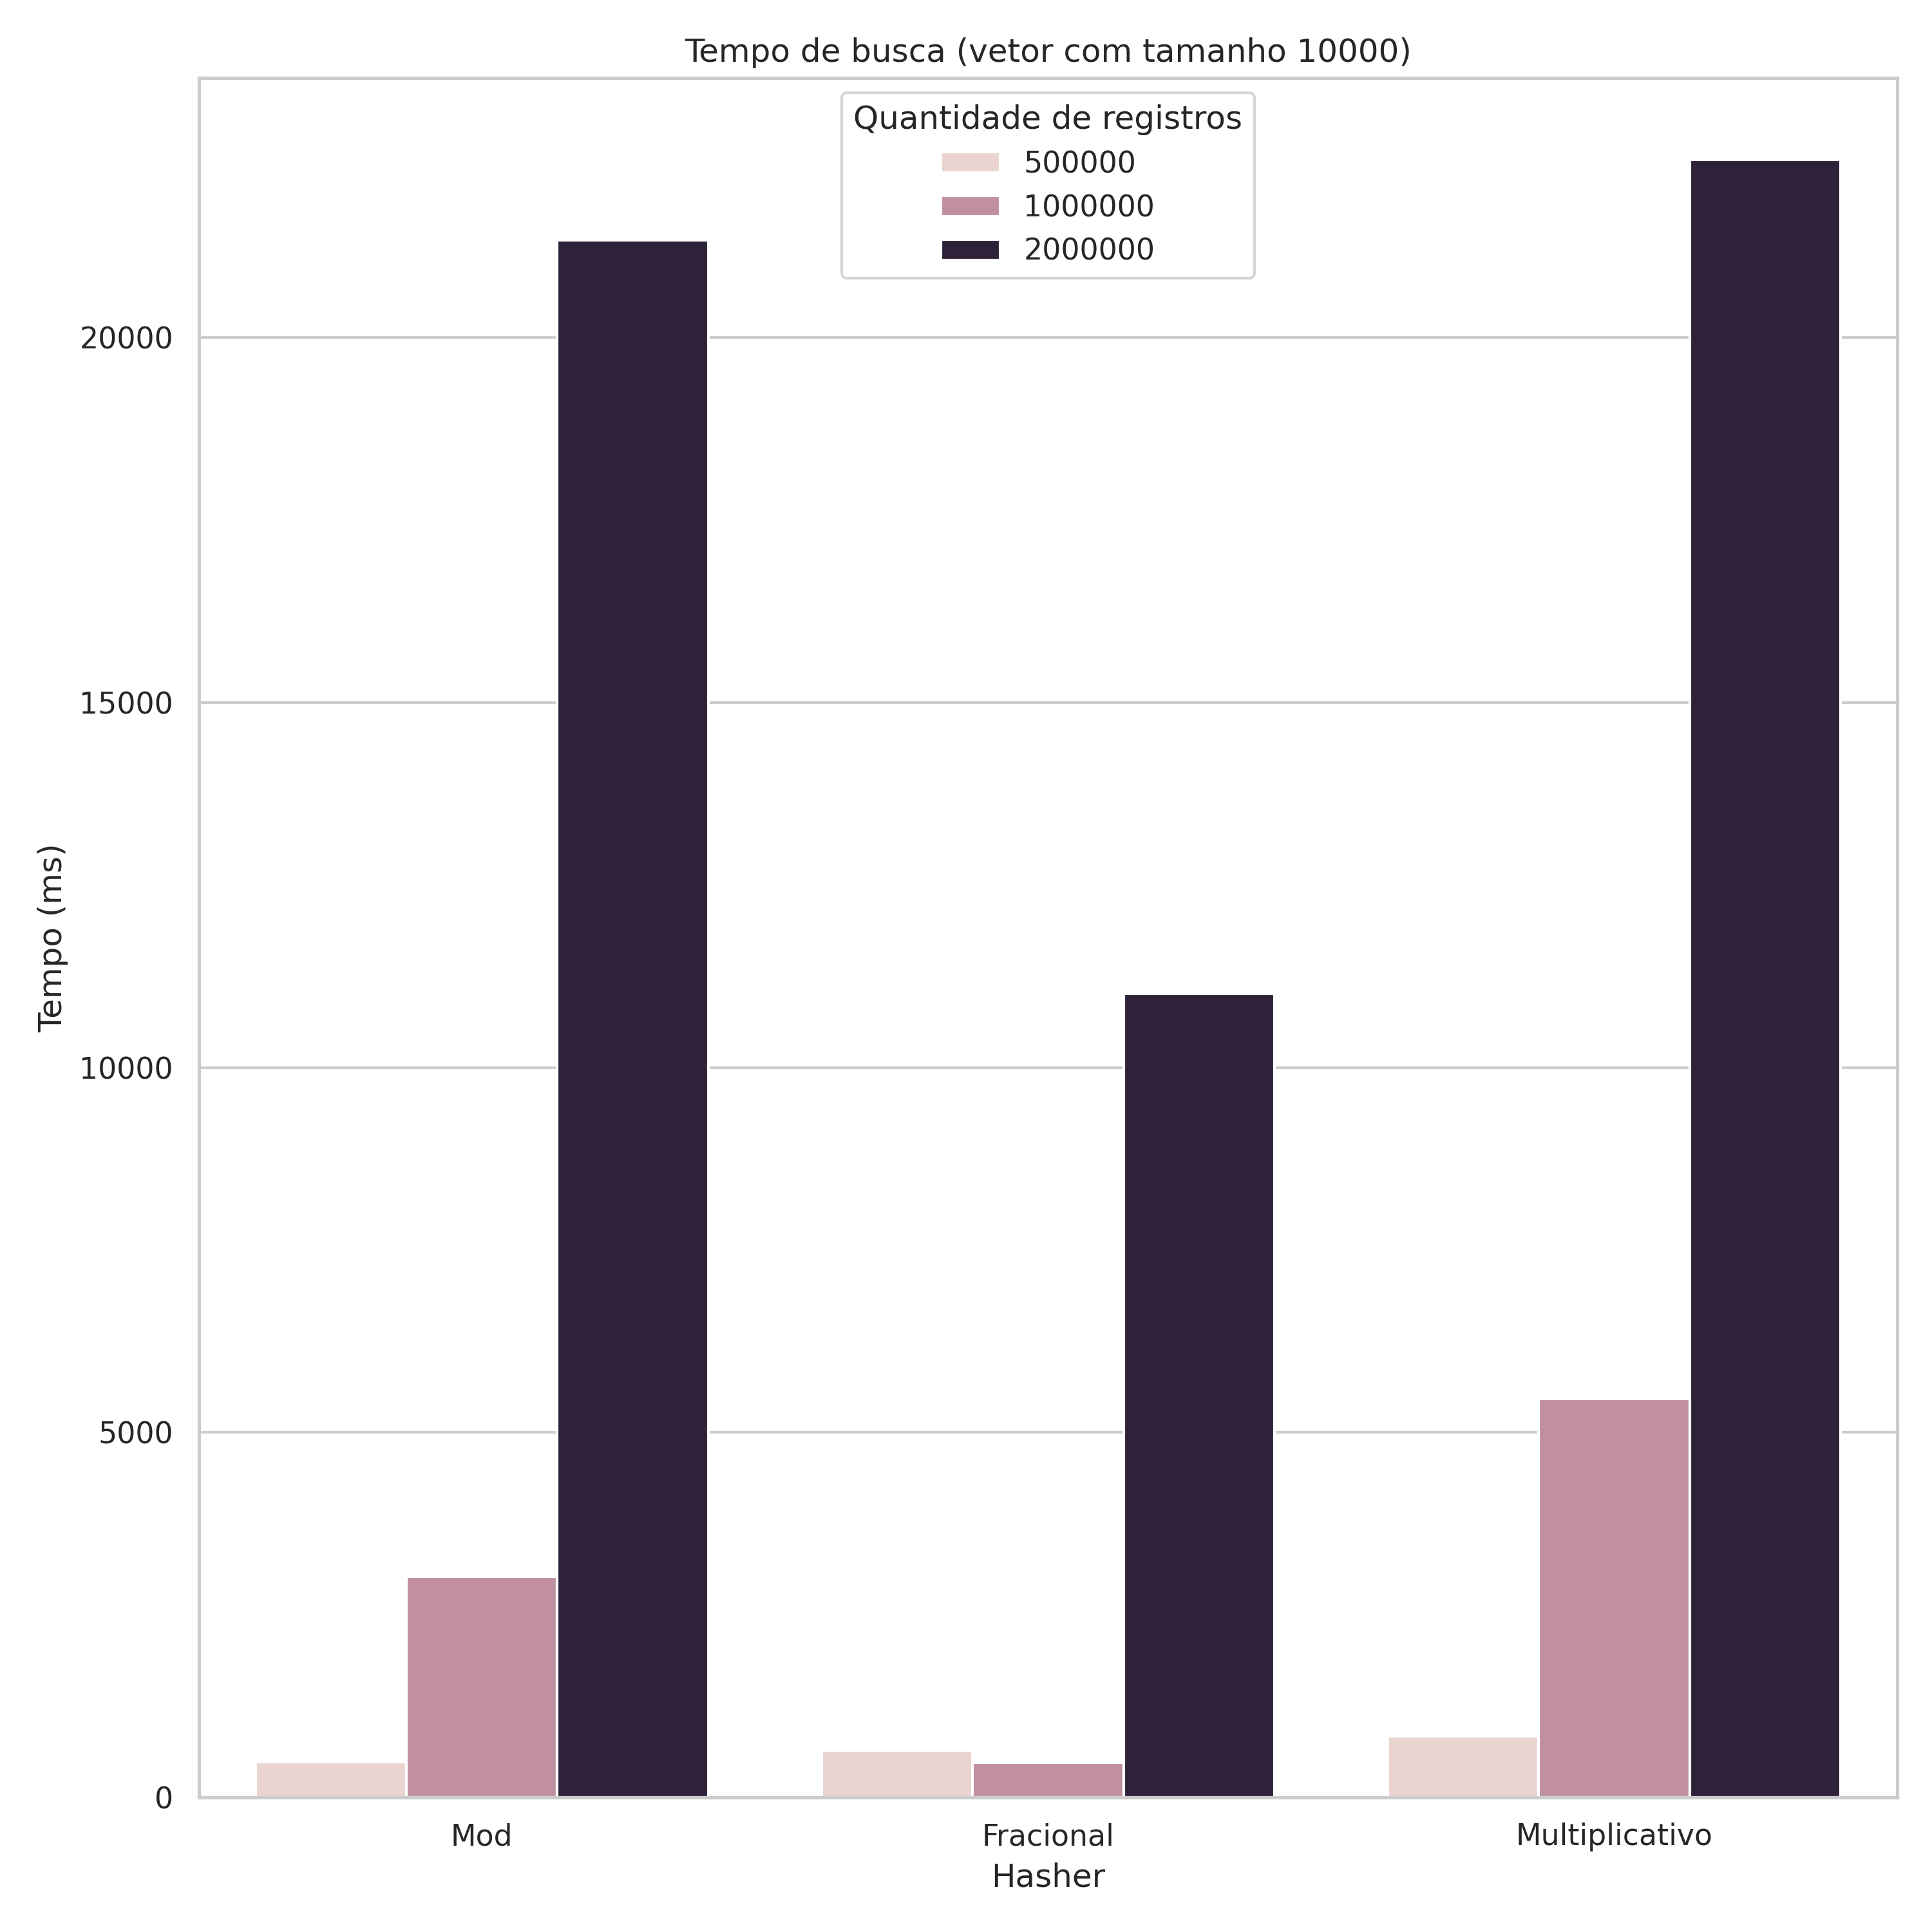 Tempo de busca (vetor com tamanho 10000)
Quantidade de registros
500000
1000000
2000000
20000
15000
10000
5000
0
Tempo (ms)
Mod
Fracional
Multiplicativo
Hasher